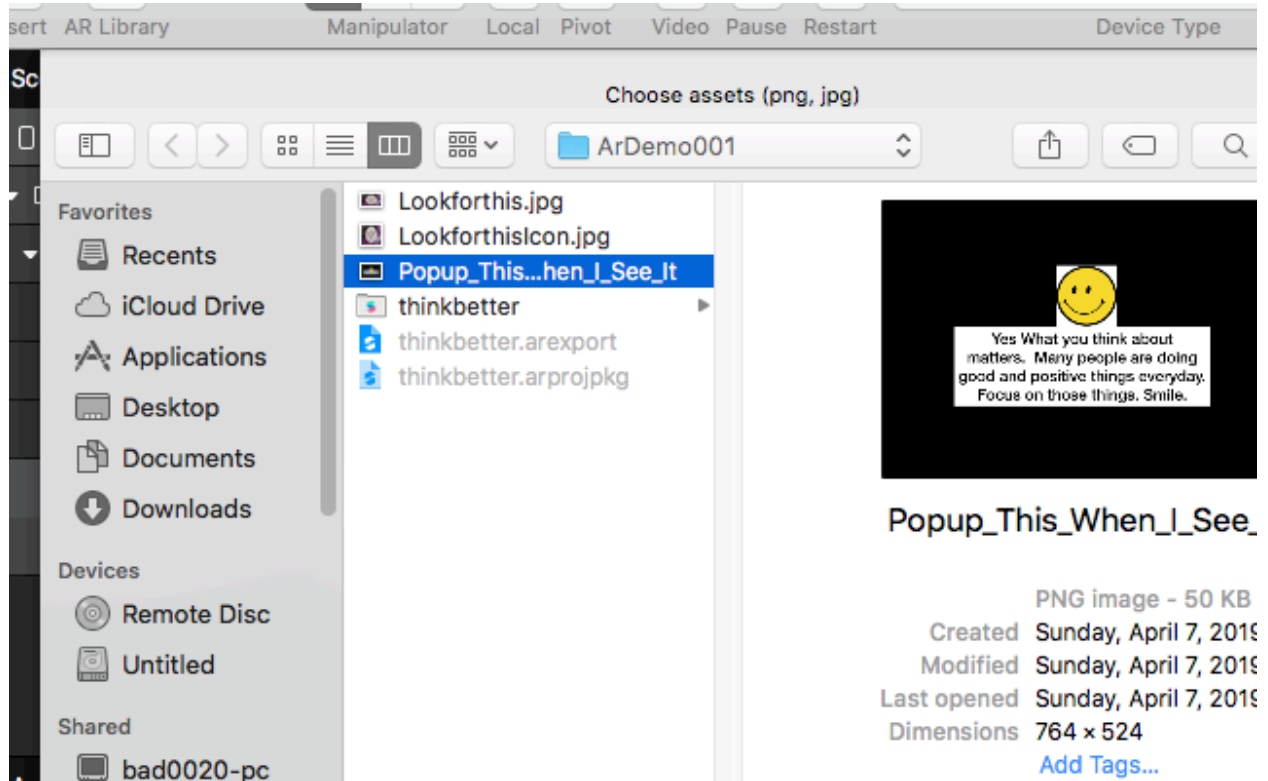 sert AR Library Manipulator Local Pivot Video Pause Restart Device Type
Sc
Choose assets (png, jpg)
ArDemo001
Favorites
Recents
iCloud Drive
Applications
Desktop
Documents
Downloads
Devices
Remote Disc
Untitled
Shared
bad0020-pc
Lookforthis.jpg
LookforthisIcon.jpg
Popup_This...hen_I_See_It
thinkbetter
thinkbetter.arexport
thinkbetter.arprojpkg
Yes What you think about
matters. Many people are doing
good and positive things everyday.
Focus on those things. Smile.
Popup_This_When_I_See_
PNG image - 50 KB
Created Sunday, April 7, 2019
Modified Sunday, April 7, 2019
Last opened Sunday, April 7, 2019
Dimensions 764 × 524
Add Tags...